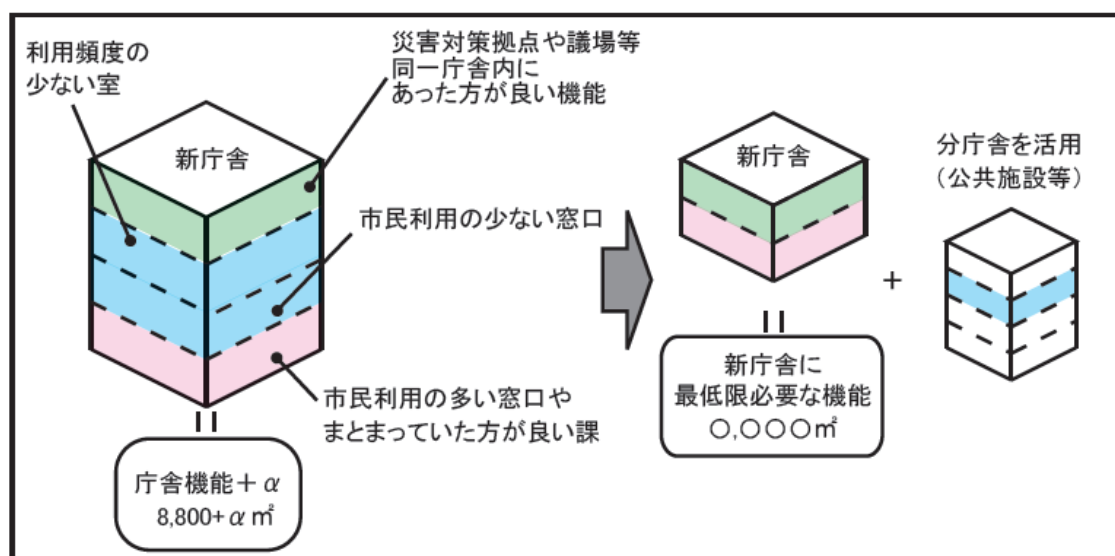 利用頻度の
少ない室
災害対策拠点や議場等
同一庁舎内に
あった方が良い機能
新庁舎
市民利用の少ない窓口
市民利用の多い窓口や
まとまっていた方が良い課
庁舎機能+α
8,800+α㎡
新庁舎
分庁舎を活用
（公共施設等）
+
新庁舎に
最低限必要な機能
○,○○○㎡